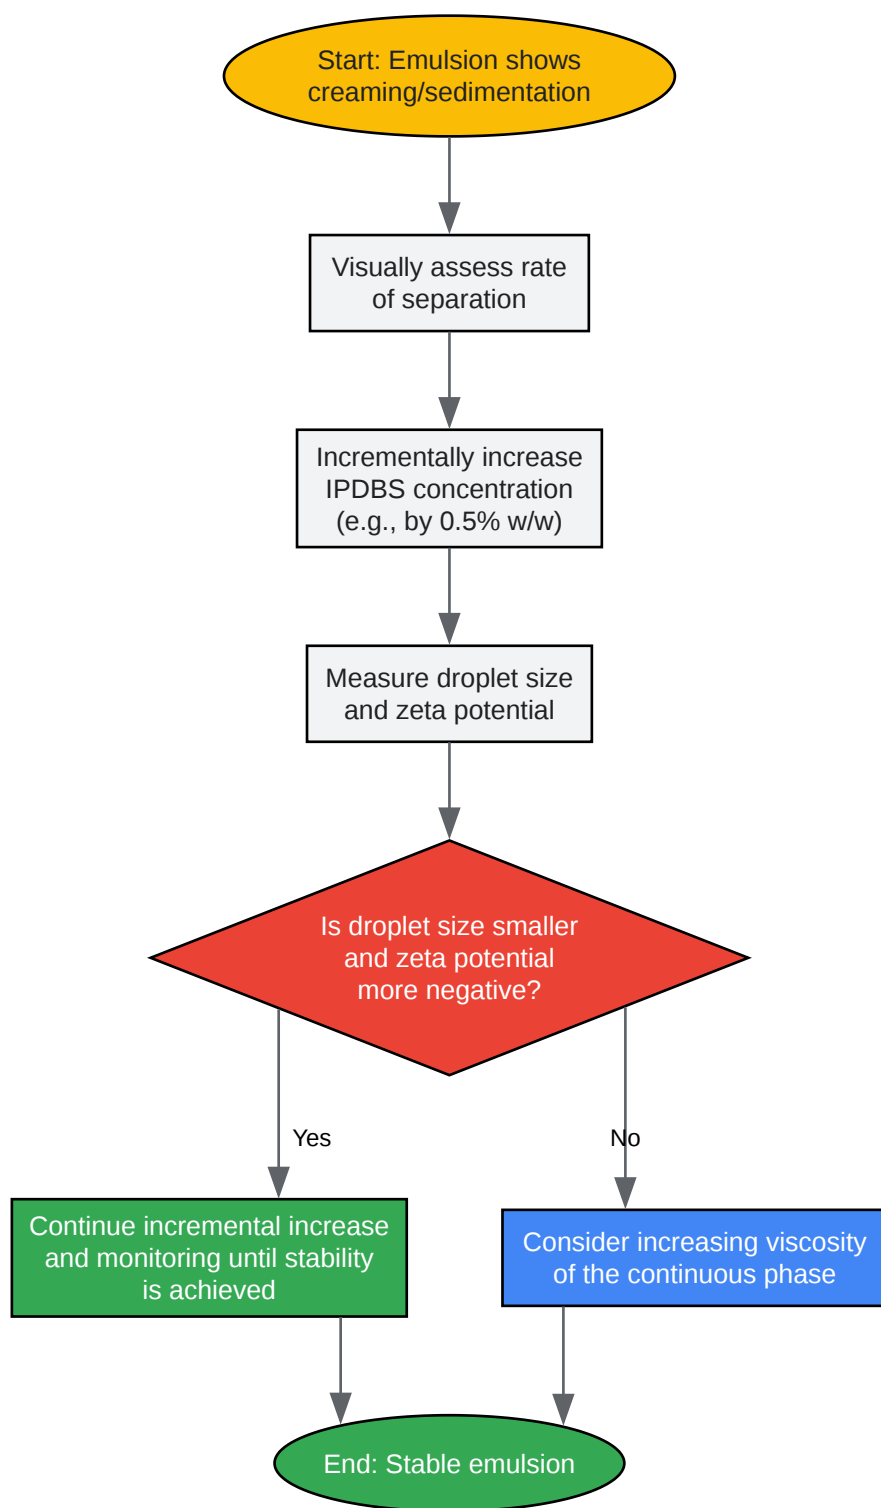 Start: Emulsion shows
creaming/sedimentation
Visually assess rate
of separation
Incrementally increase
IPDBS concentration
(e.g., by 0.5% w/w)
Measure droplet size
and zeta potential
Is droplet size smaller
and zeta potential
more negative?
Yes
No
Continue incremental increase
and monitoring until stability
is achieved
Consider increasing viscosity
of the continuous phase
End: Stable emulsion